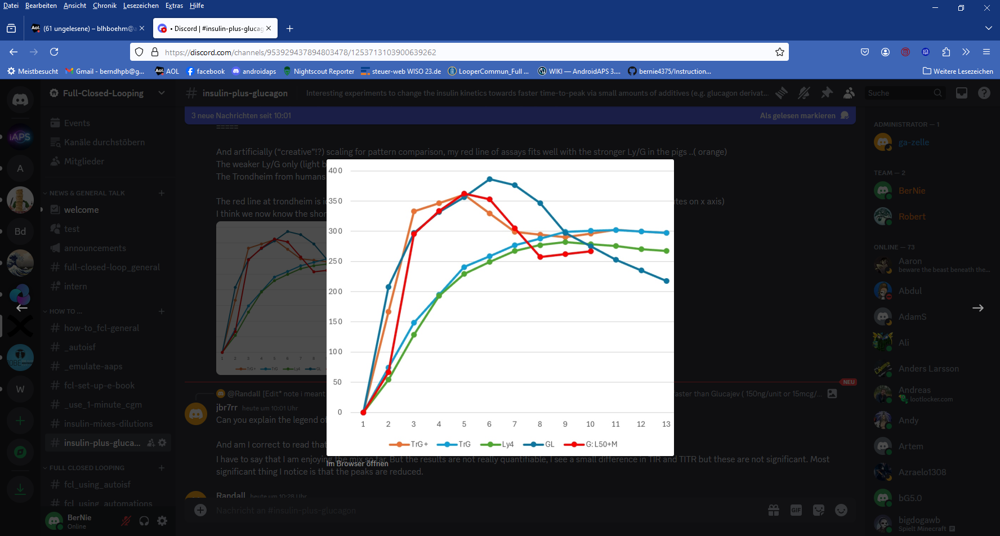 Datei Bearbeiten Ansicht Chronik Lesezeichen Extras Hilfe
(61 ungelesene) – blhboehm@a
• Discord | #insulin-plus-glucag
https://discord.com/channels/953929437894803478/1253713103900639262
Meistbesucht Gmail - berndhpb@g... AOL facebook androidaps Nightscout Reporter steuer-web WISO 23.de LooperCommun_Full ... WIKI — AndroidAPS 3.... bernie4375/Instruction... Weitere Lesezeichen
Full-Closed-Looping
insulin-plus-glucagon
Interesting experiments to change the insulin kinetics towards faster time-to-peak via small amounts of additives (e.g. glucagon derivat...
Suche
3 neue Nachrichten seit 10:01
Als gelesen markieren
iAPS
A
Bd
W
Events
Kanäle durchstöbern
Mitglieder
NEWS & GENERAL TALK
welcome
test
announcements
full-closed-loop_general
intern
HOW TO ...
how-to_fcl-general
_autoisf
_emulate-aaps
fcl-set-up-e-book
_use_1-minute_cgm
insulin-mixes-dilutions
insulin-plus-gluca...
FULL CLOSED LOOPING
fcl_using_autoisf
fcl_using_automations
BerNie
Online
=====
And artificially (“creative”!?) scaling for pattern comparison, my red line of assays fits well with the stronger Ly/G in the pigs ..( orange)
The weaker Ly/G only (light b
The Trondheim from humans
The red line at trondheim is i
tes on x axis)
I think we now know the shor
400
350
300
250
200
150
100
50
0
1 2 3 4 5 6 7 8 9 10 11 12 13
TrG+ TrG Ly4 GL G: L50+M
1 2 3 4 5 6 7 8
TrG+ TrG Ly4 GL
NEU
@Randall [Edit* note i meant
aster than Glucajev ( 150ng/unit or 15mcg/...
jbr7rr heute um 10:01 Uhr
Can you explain the legend of
And am I correct to read that
I have to say that I am enjoying the mix so far. But the results are not really quantifiable, I see a small difference in TIR and TITR but these are not significant. Most
Im Browser öffnen
significant thing I notice is that the peaks are reduced.
Randall heute um 10:28 Uhr
Nachricht an #insulin-plus-glucagon
GIF
ADMINISTRATOR — 1
ga-zelle
TEAM — 2
BerNie
Robert
ONLINE — 73
Aaron
beware the beast beneath the...
Abdul
AdamS
Ali
Anders Larsson
Andreas
lootlocker.com
Andy
Artem
Azraelo1308
bG5.0
bigdogawb
Spielt Minecraft